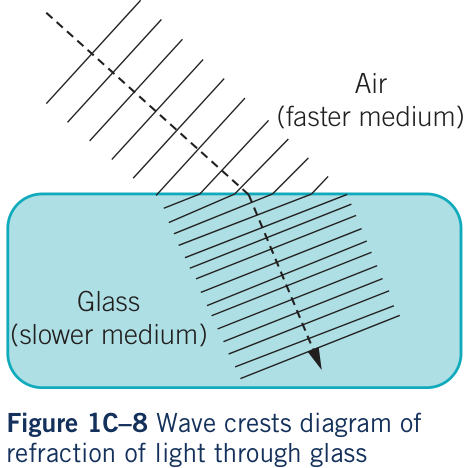 Air
(faster medium)
Glass
(slower medium)
Figure 1C–8 Wave crests diagram of
refraction of light through glass